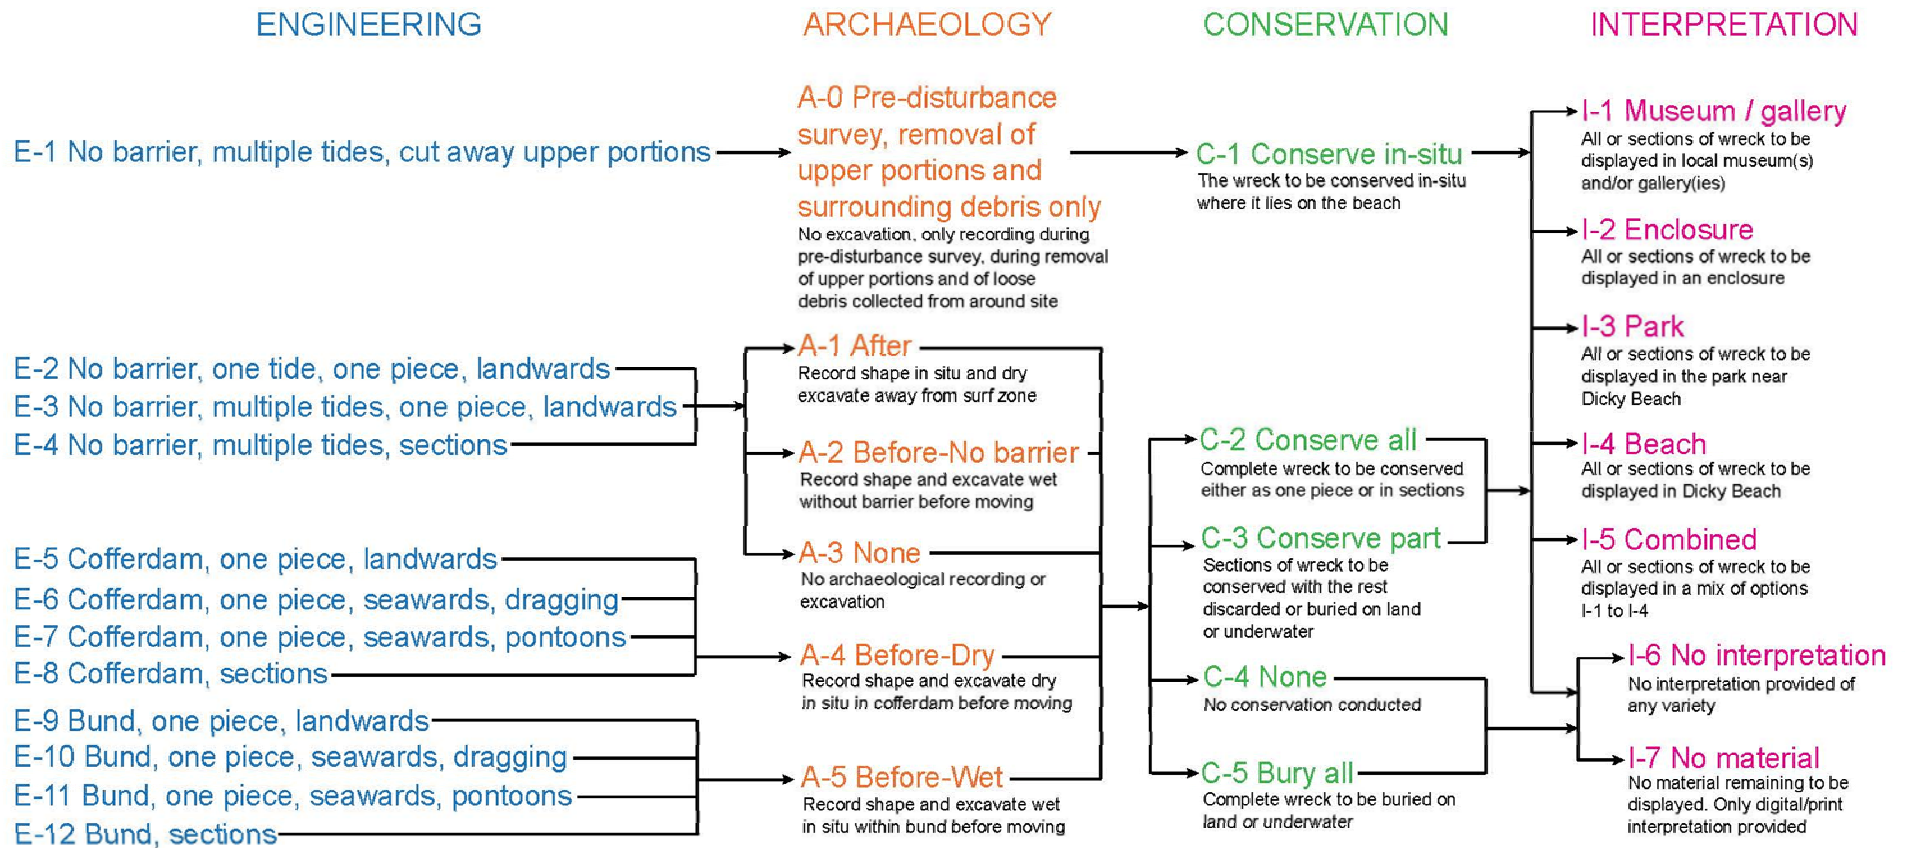 ENGINEERING
E-1 No barrier, multiple tides, cut away upper portions
E-2 No barrier, one tide, one piece, landwards
E-3 No barrier, multiple tides, one piece, landwards
E-4 No barrier, multiple tides, sections
E-5 Cofferdam, one piece, landwards
E-6 Cofferdam, one piece, seawards, dragging
E-7 Cofferdam, one piece, seawards, pontoons
E-8 Cofferdam, sections
E-9 Bund, one piece, landwards
E-10 Bund, one piece, seawards, dragging
E-11 Bund, one piece, seawards, pontoons
E-12 Bund, sections
ARCHAEOLOGY
A-0 Pre-disturbance
survey, removal of
upper portions and
surrounding debris only
No excavation, only recording during
pre-disturbance survey, during removal
of upper portions and of loose
debris collected from around site
A-1 After
Record shape in situ and dry
excavate away from surf zone
A-2 Before-No barrier
Record shape and excavate wet
without barrier before moving
A-3 None
No archaeological recording or
excavation
A-4 Before-Dry
Record shape and excavate dry
in situ in cofferdam before moving
A-5 Before-Wet
Record shape and excavate wet
in situ within bund before moving
CONSERVATION
C-1 Conserve in-situ
The wreck to be conserved in-situ
where it lies on the beach
C-2 Conserve all
Complete wreck to be conserved
either as one piece or in sections
C-3 Conserve part
Sections of wreck to be
conserved with the rest
discarded or buried on land
or underwater
C-4 None
No conservation conducted
C-5 Bury all
Complete wreck to be buried on
land or underwater
INTERPRETATION
I-1 Museum / gallery
All or sections of wreck to be
displayed in local museum(s)
and/or gallery(ies)
I-2 Enclosure
All or sections of wreck to be
displayed in an enclosure
I-3 Park
All or sections of wreck to be
displayed in the park near
Dicky Beach
I-4 Beach
All or sections of wreck to be
displayed in Dicky Beach
I-5 Combined
All or sections of wreck to be
displayed in a mix of options
I-1 to I-4
I-6 No interpretation
No interpretation provided of
any variety
I-7 No material
No material remaining to be
displayed. Only digital/print
interpretation provided